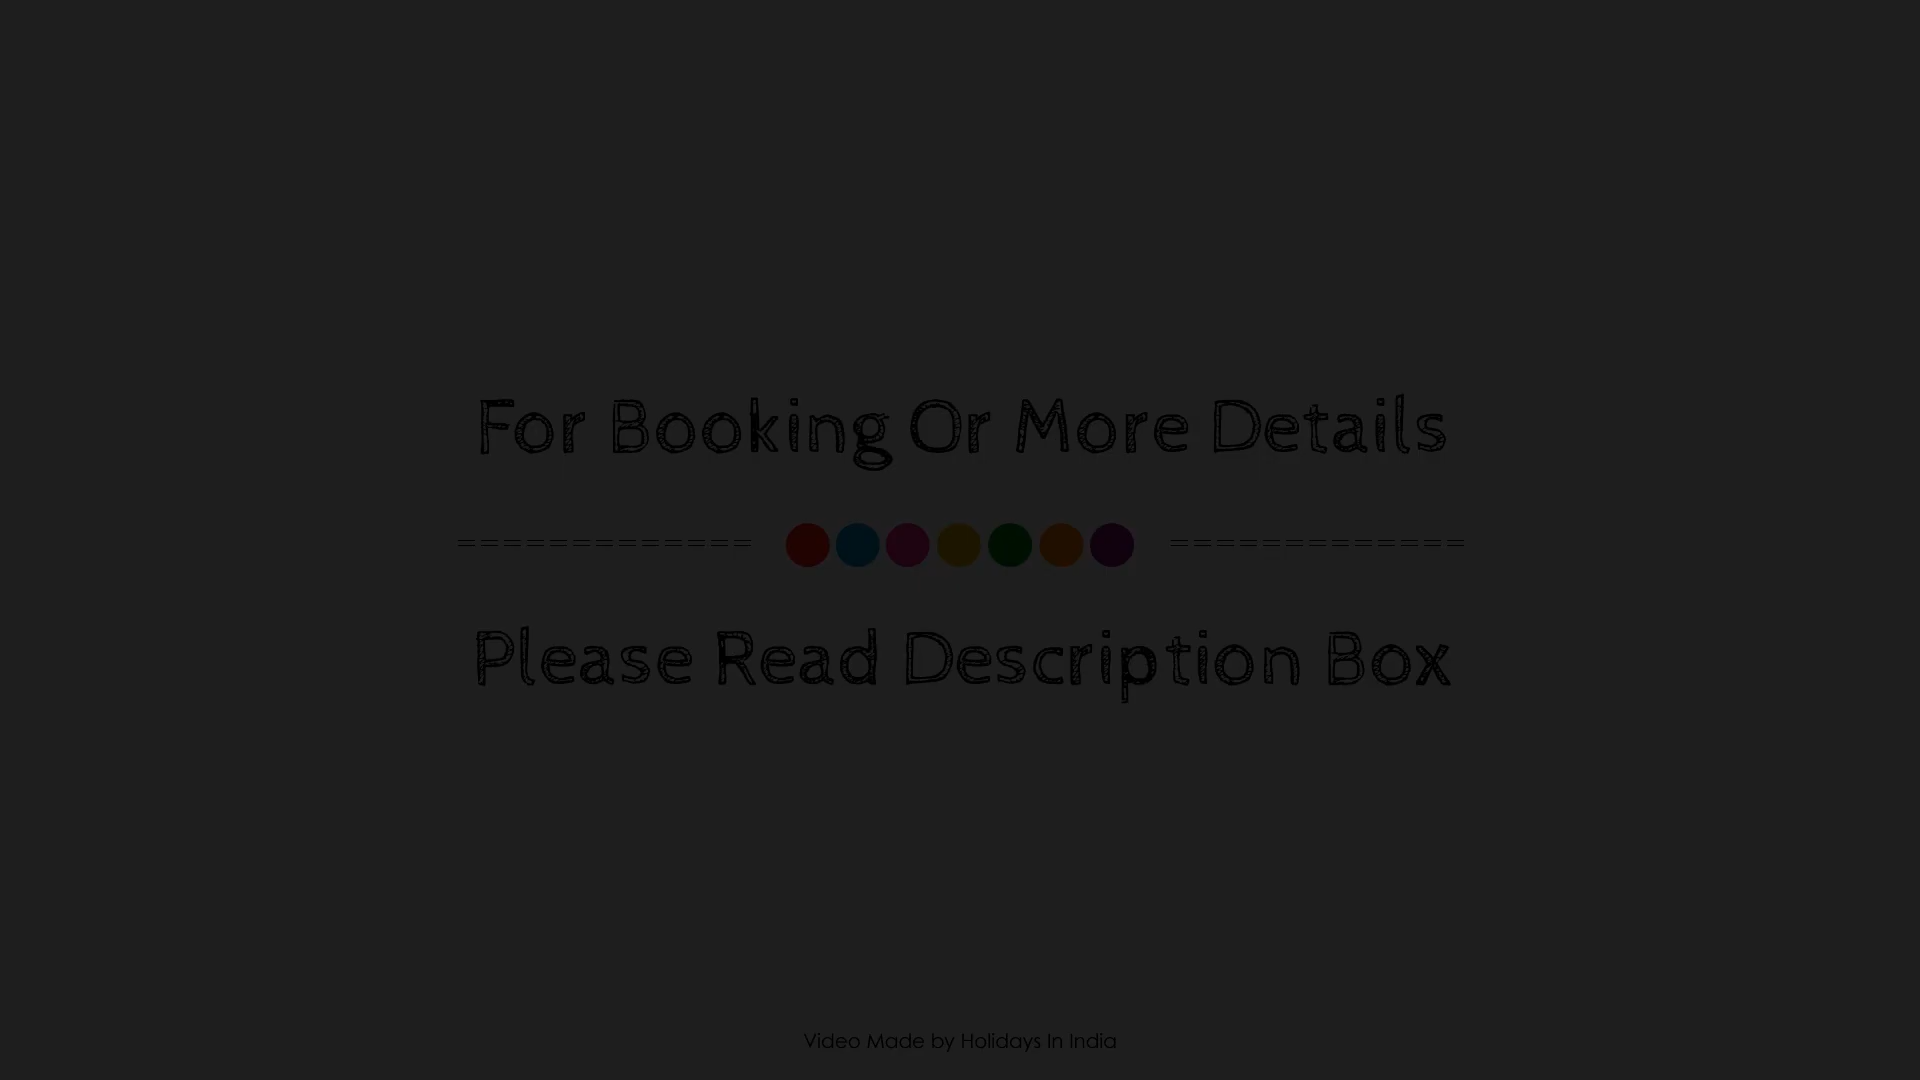 For Booking Or More Details
============= =============
Please Read Description Box
Video Made by Holidays In India